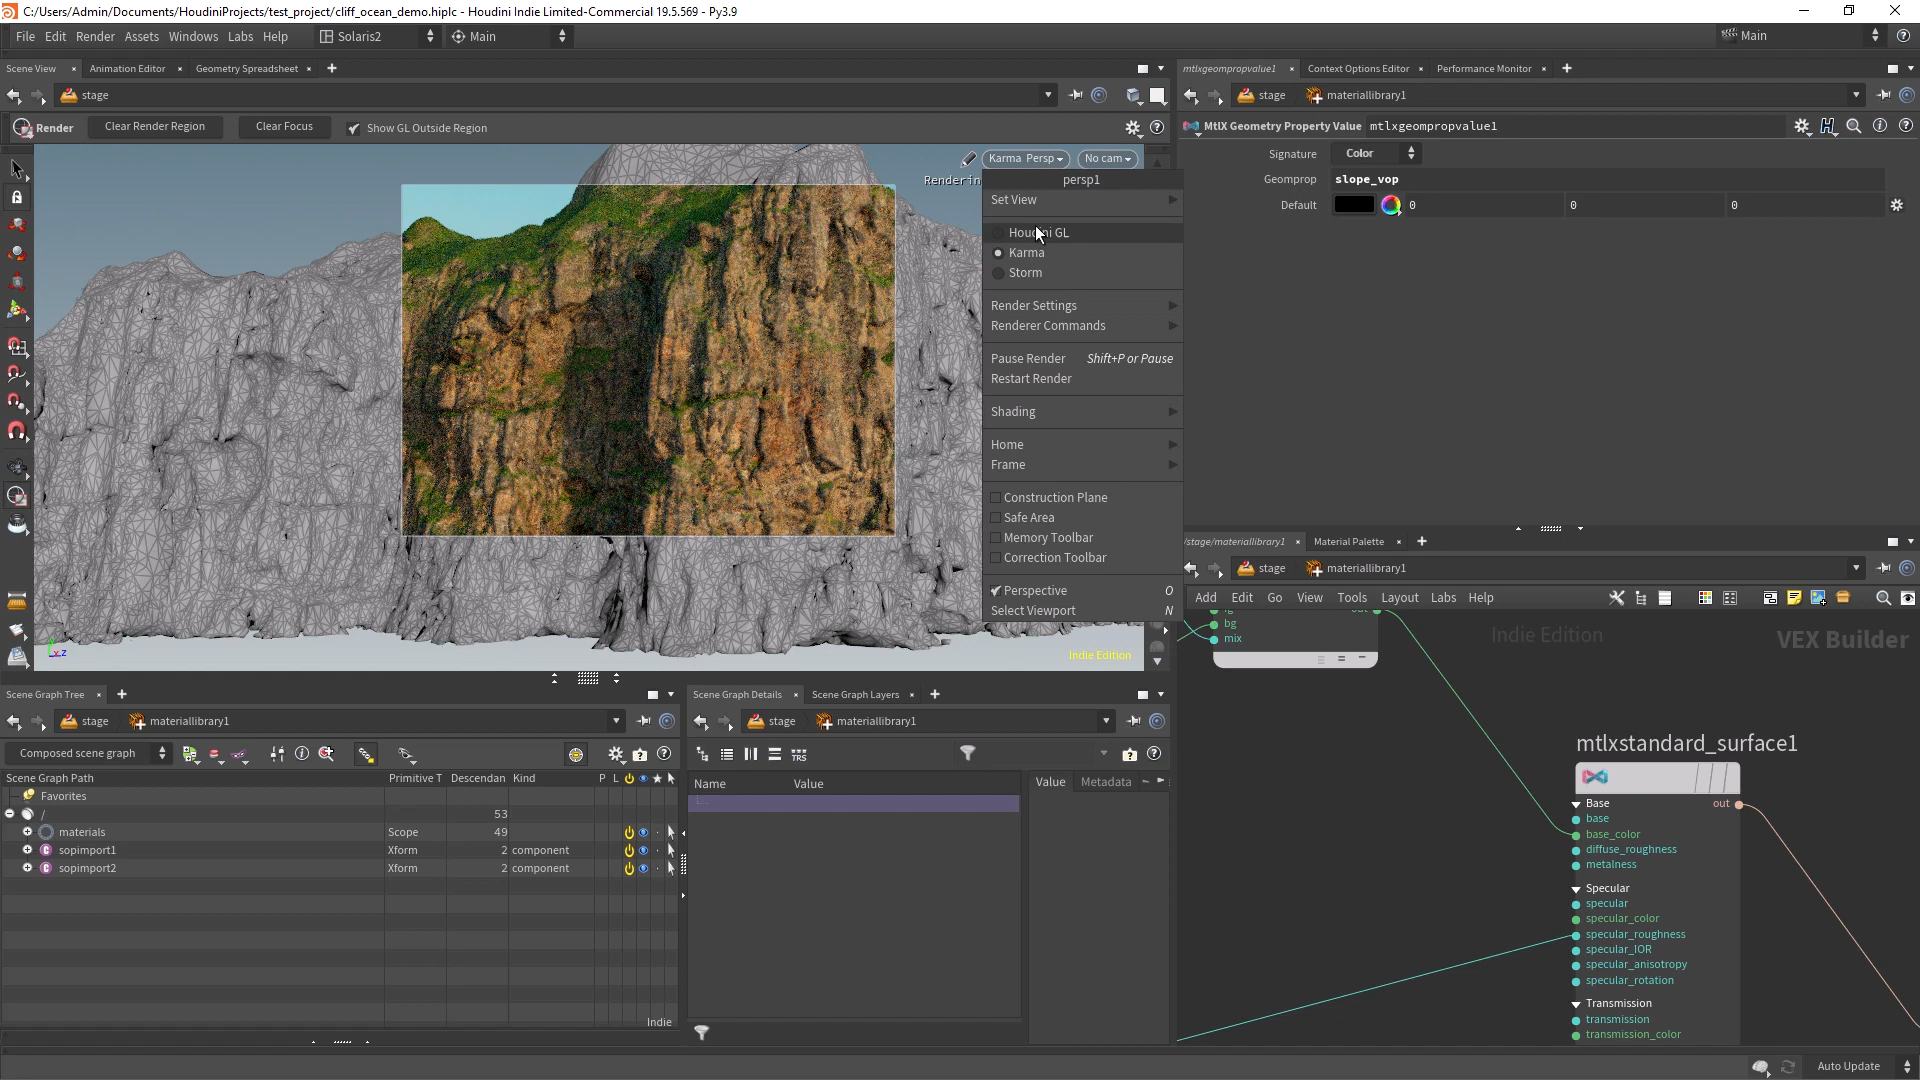 C:/Users/Admin/Documents/HoudiniProjects/test_project/cliff_ocean_demo.hiplc - Houdini Indie Limited-Commercial 19.5.569 - Py3.9
File Edit Render Assets Windows Labs Help Solaris2 Main Main
Scene View Animation Editor Geometry Spreadsheet
stage
Render Clear Render Region Clear Focus Show GL Outside Region
Karma Persp No cam
Renderin
persp1
Set View
Houdini GL
Karma
Storm
Render Settings
Renderer Commands
Pause Render Shift+P or Pause
Restart Render
Shading
Home
Frame
Construction Plane
Safe Area
Memory Toolbar
Correction Toolbar
Perspective O
Select Viewport N
Indie Edition
mtlxgeompropvalue1 Context Options Editor Performance Monitor
stage materiallibrary1
MtlX Geometry Property Value mtlxgeompropvalue1
Signature Color
Geomprop slope_vop
Default 0 0 0
/stage/materiallibrary1 Material Palette
stage materiallibrary1
Add Edit Go View Tools Layout Labs Help
Indie Edition VEX Builder
bg
mix
mtlxstandard_surface1
Base out
base
base_color
diffuse_roughness
metalness
Specular
specular
specular_color
specular_roughness
specular_IOR
specular_anisotropy
specular_rotation
Transmission
transmission
transmission_color
Scene Graph Tree
stage materiallibrary1
Composed scene graph
Scene Graph Path Primitive T Descendan Kind P L
Favorites
/ 53
materials Scope 49
sopimport1 Xform 2 component
sopimport2 Xform 2 component
Indie
Scene Graph Details Scene Graph Layers
stage materiallibrary1
TRS
Name Value
Value Metadata
Auto Update